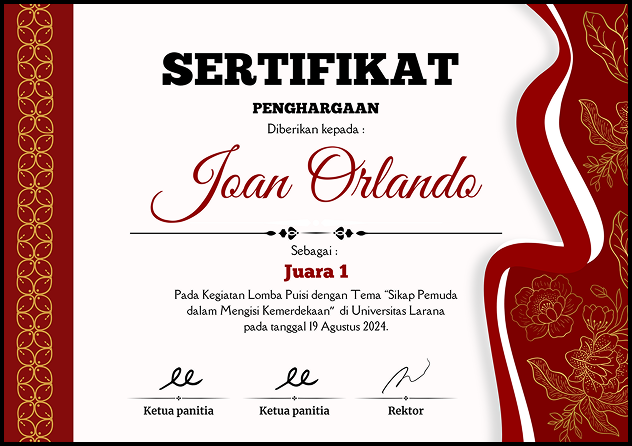 SERTIFIKAT
PENGHARGAAN
Diberikan kepada :
Joan Orlando
Sebagai :
Juara 1
Pada Kegiatan Lomba Puisi dengan Tema "Sikap Pemuda
dalam Mengisi Kemerdekaan" di Universitas Larana
pada tanggal 19 Agustus 2024.
Ketua panitia Ketua panitia Rektor